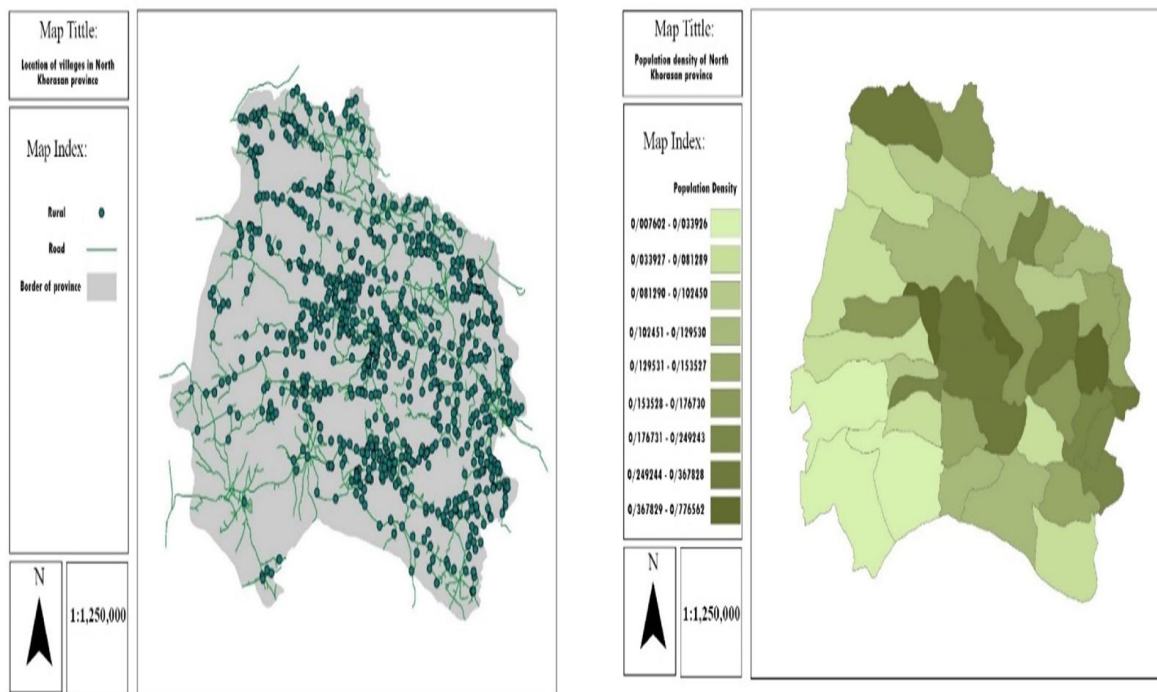 Map Tittle:
Location of villages in North
Khorasan province
Map Index:
Rural
Road
Border of province
N
1:1,250,000
Map Tittle:
Population density of North
Khorasan province
Map Index:
Population Density
0/007602 - 0/033926
0/033927 - 0/081289
0/081290 - 0/102450
0/102451 - 0/129530
0/129531 - 0/153527
0/153528 - 0/176730
0/176731 - 0/249243
0/249244 - 0/367828
0/367829 - 0/776562
N
1:1,250,000